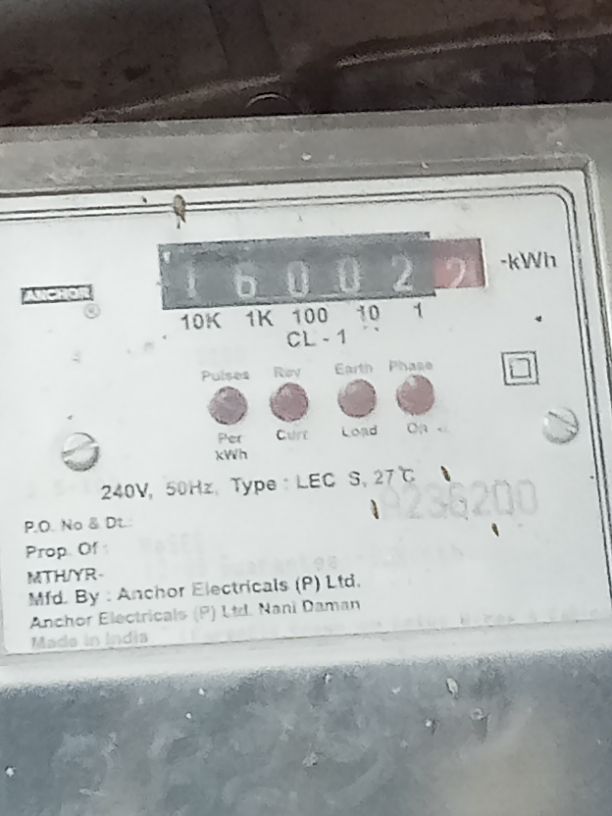 160022 -kWh
ANCHOR
®
10K 1K 100 10 1
CL - 1
Pulses Rev Earth Phase
Per Curr Load On
kWh
240V, 50Hz, Type : LEC S, 27°C
A236200
P.O. No & Dt.:
Prop. Of :
MTH/YR-
Mfd. By : Anchor Electricals (P) Ltd.
Anchor Electricals (P) Ltd. Nani Daman
Made in India